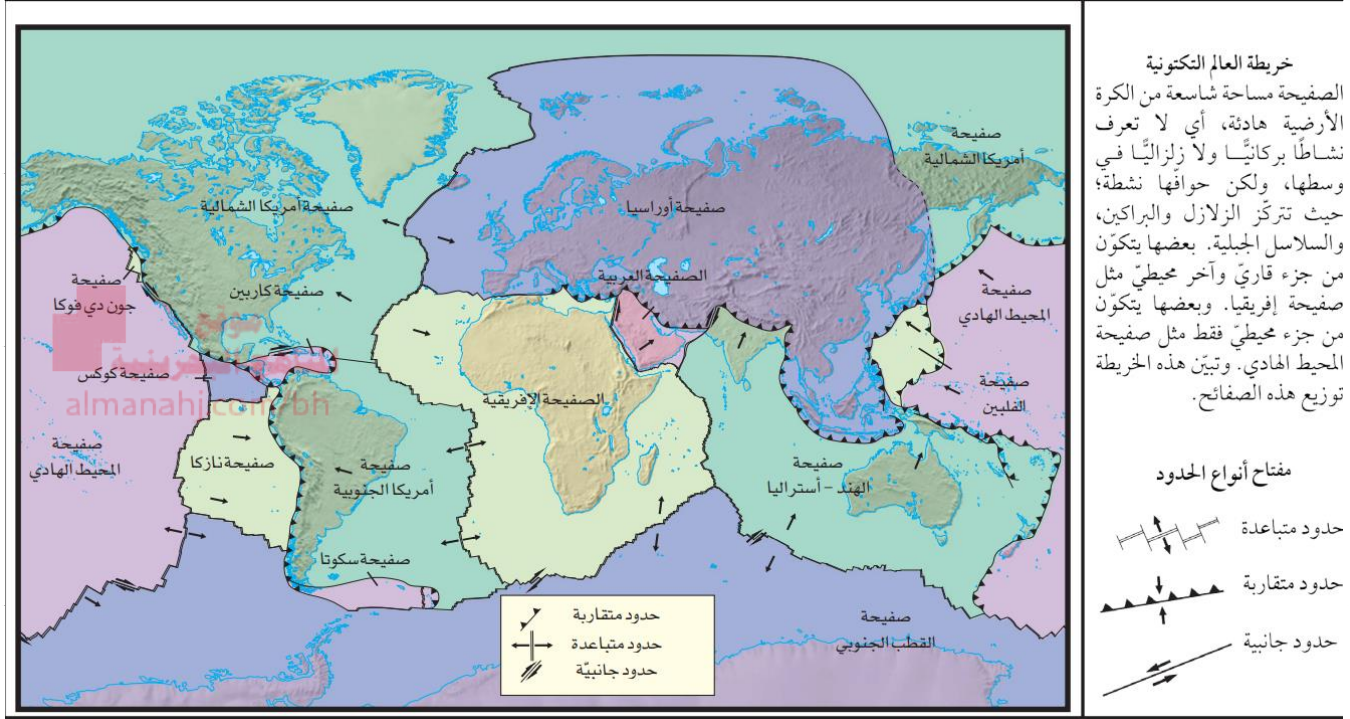 خريطة العالم التكتونية
الصفيحة مساحة شاسعة من الكرة
الأرضية هادئة، أي لا تعرف
نشاطًا بركانيًّا ولا زلزاليًّا في
وسطها، ولكن حوافّها نشطة؛
حيث تتركّز الزلازل والبراكين،
والسلاسل الجبلية. بعضها يتكوّن
من جزء قاريّ وآخر محيطيّ مثل
صفيحة إفريقيا. وبعضها يتكوّن
من جزء محيطيّ فقط مثل صفيحة
المحيط الهادي. وتبيّن هذه الخريطة
توزيع هذه الصفائح.
مفتاح أنواع الحدود
حدود متباعدة
حدود متقاربة
حدود جانبية
صفيحة
أمريكا الشمالية
صفيحة أوراسيا
صفيحة أمريكا الشمالية
الصفيحة العربية
صفيحة
المحيط الهادي
صفيحة كاربين
صفيحة
جون دي فوكا
موقع
المناهج البحرينية
almanahj.com/bh
صفيحة كوكس
صفيحة
الفلبين
الصفيحة الإفريقية
صفيحة
المحيط الهادي
صفيحة نازكا
صفيحة
أمريكا الجنوبية
صفيحة
الهند – أستراليا
صفيحة سكوتا
صفيحة
القطب الجنوبي
حدود متقاربة
حدود متباعدة
حدود جانبيّة